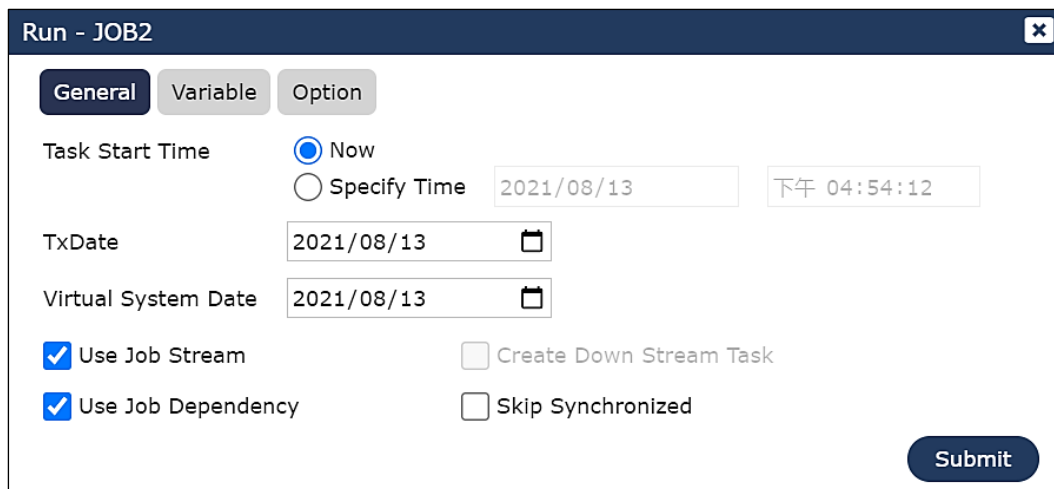 Run - JOB2
General Variable Option
Task Start Time Now
Specify Time 2021/08/13 下午 04:54:12
TxDate 2021/08/13
Virtual System Date 2021/08/13
Use Job Stream Create Down Stream Task
Use Job Dependency Skip Synchronized
Submit